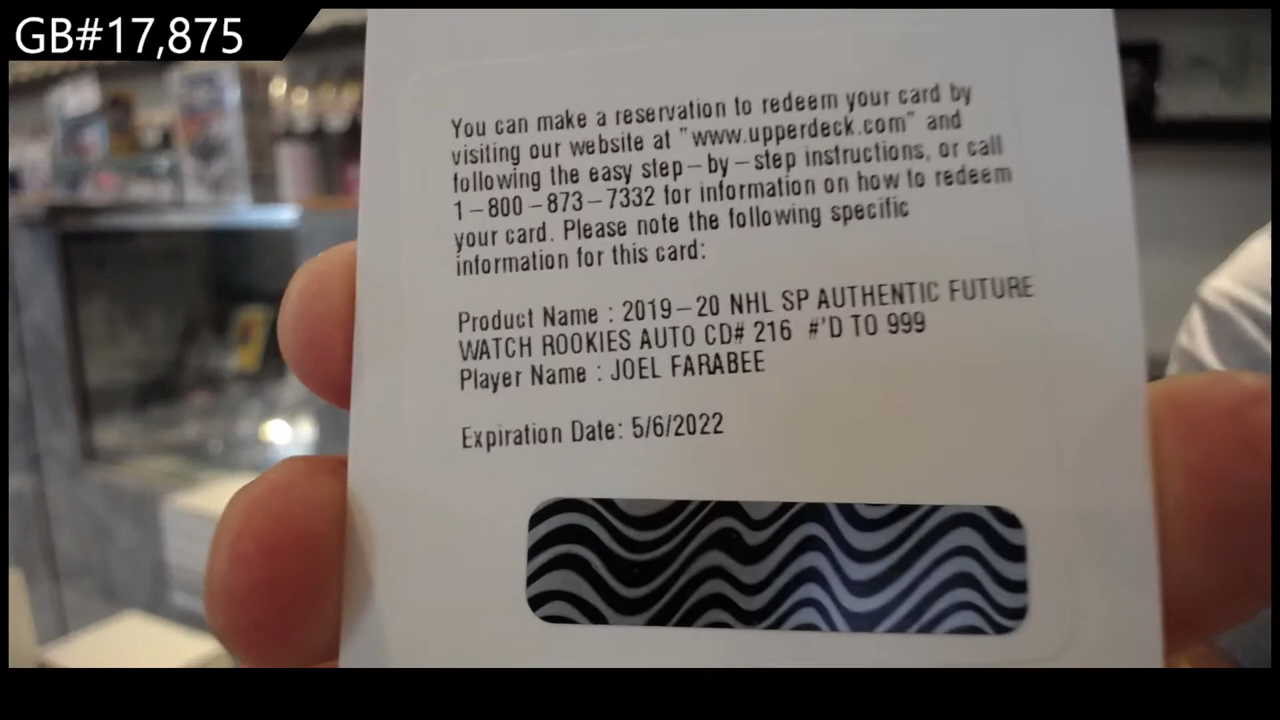 GB#17,875
You can make a reservation to redeem your card by
visiting our website at "www.upperdeck.com" and
following the easy step–by–step instructions, or call
1–800–873–7332 for information on how to redeem
your card. Please note the following specific
information for this card:
Product Name : 2019–20 NHL SP AUTHENTIC FUTURE
WATCH ROOKIES AUTO CD# 216 #'D TO 999
Player Name : JOEL FARABEE
Expiration Date: 5/6/2022